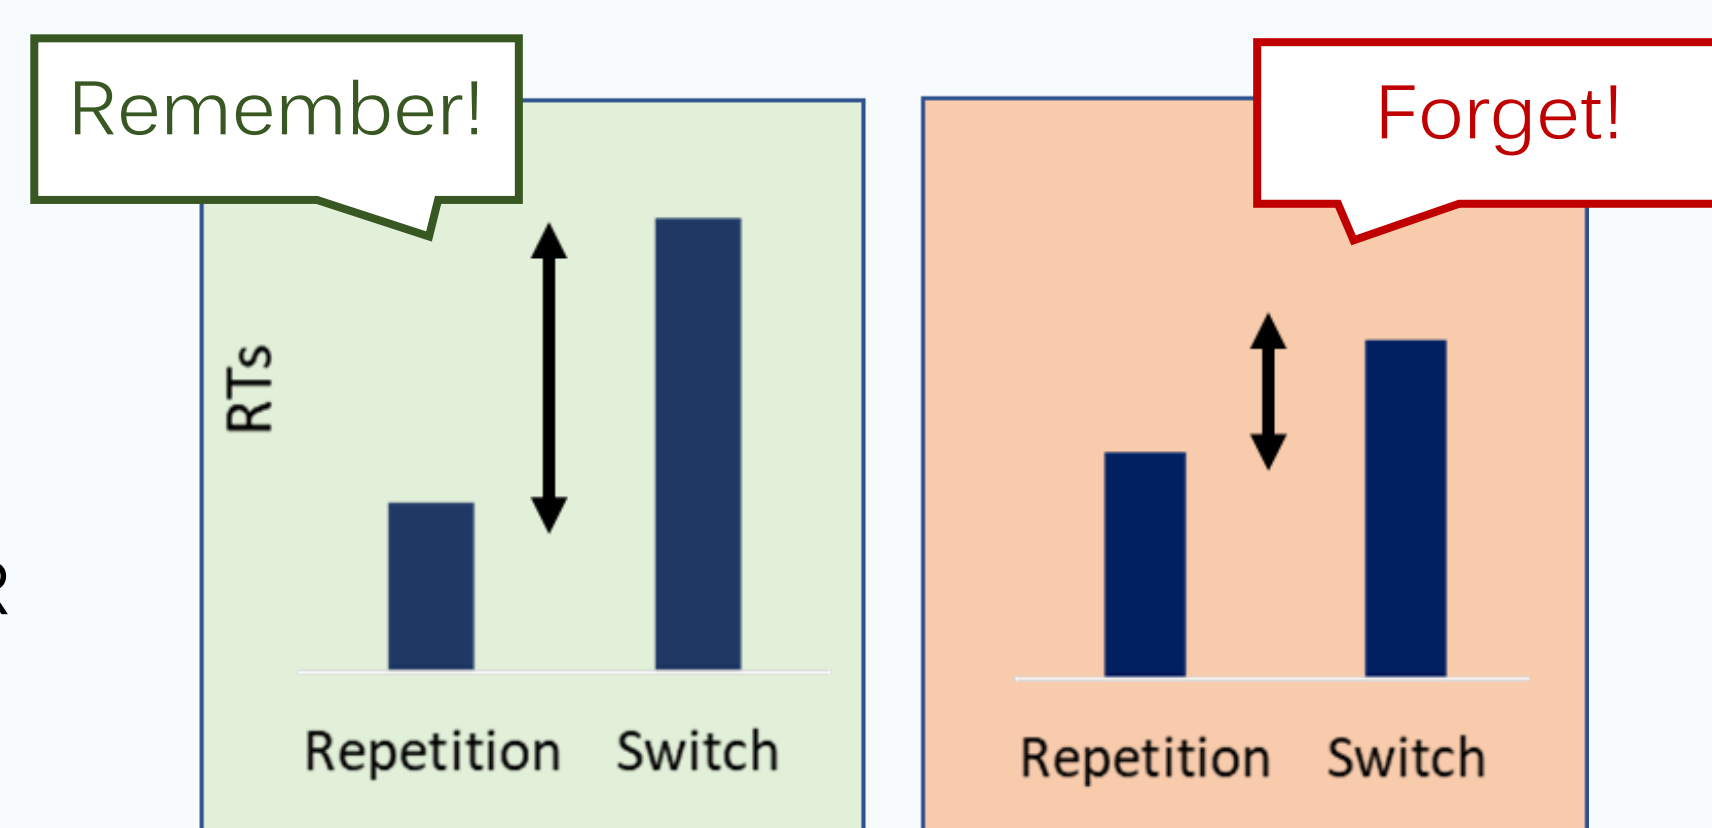 Remember!
Forget!
RTs
R
Repetition Switch
Repetition Switch